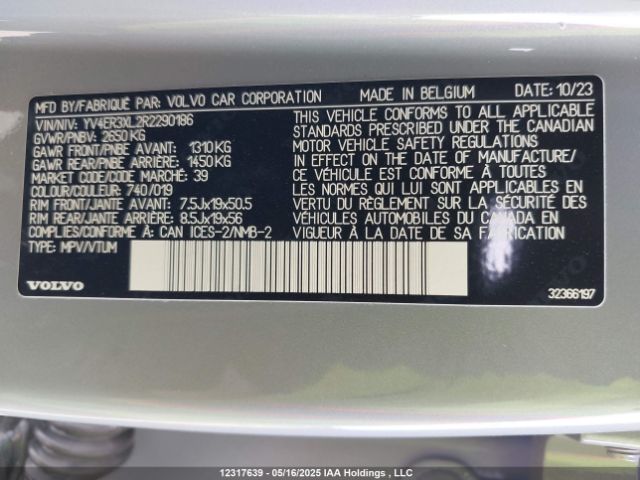 MFD BY/FABRIQUÉ PAR: VOLVO CAR CORPORATION MADE IN BELGIUM DATE: 10/23
VIN/NIV: YV4ER3XL2R2290186
GVWR/PNBV: 2650 KG
GAWR FRONT/PNBE AVANT: 1310 KG
GAWR REAR/PNBE ARRIÈRE: 1450 KG
MARKET CODE/CODE MARCHÉ: 39
COLOUR/COULEUR: 740/019
RIM FRONT/JANTE AVANT: 7.5Jx19x50.5
RIM REAR/JANTE ARRIÈRE: 8.5Jx19x56
COMPLIES/CONFORME À: CAN ICES-2/NMB-2
TYPE: MPV/VTUM
THIS VEHICLE CONFORMS TO ALL APPLICABLE
STANDARDS PRESCRIBED UNDER THE CANADIAN
MOTOR VEHICLE SAFETY REGULATIONS
IN EFFECT ON THE DATE OF MANUFACTURE/
CE VÉHICULE EST CONFORME À TOUTES
LES NORMES QUI LUI SONT APPLICABLES EN
VERTU DU RÈGLEMENT SUR LA SÉCURITÉ DES
VÉHICULES AUTOMOBILES DU CANADA EN
VIGUEUR À LA DATE DE SA FABRICATION
VOLVO
32366197
12317639 - 05/16/2025 IAA Holdings , LLC